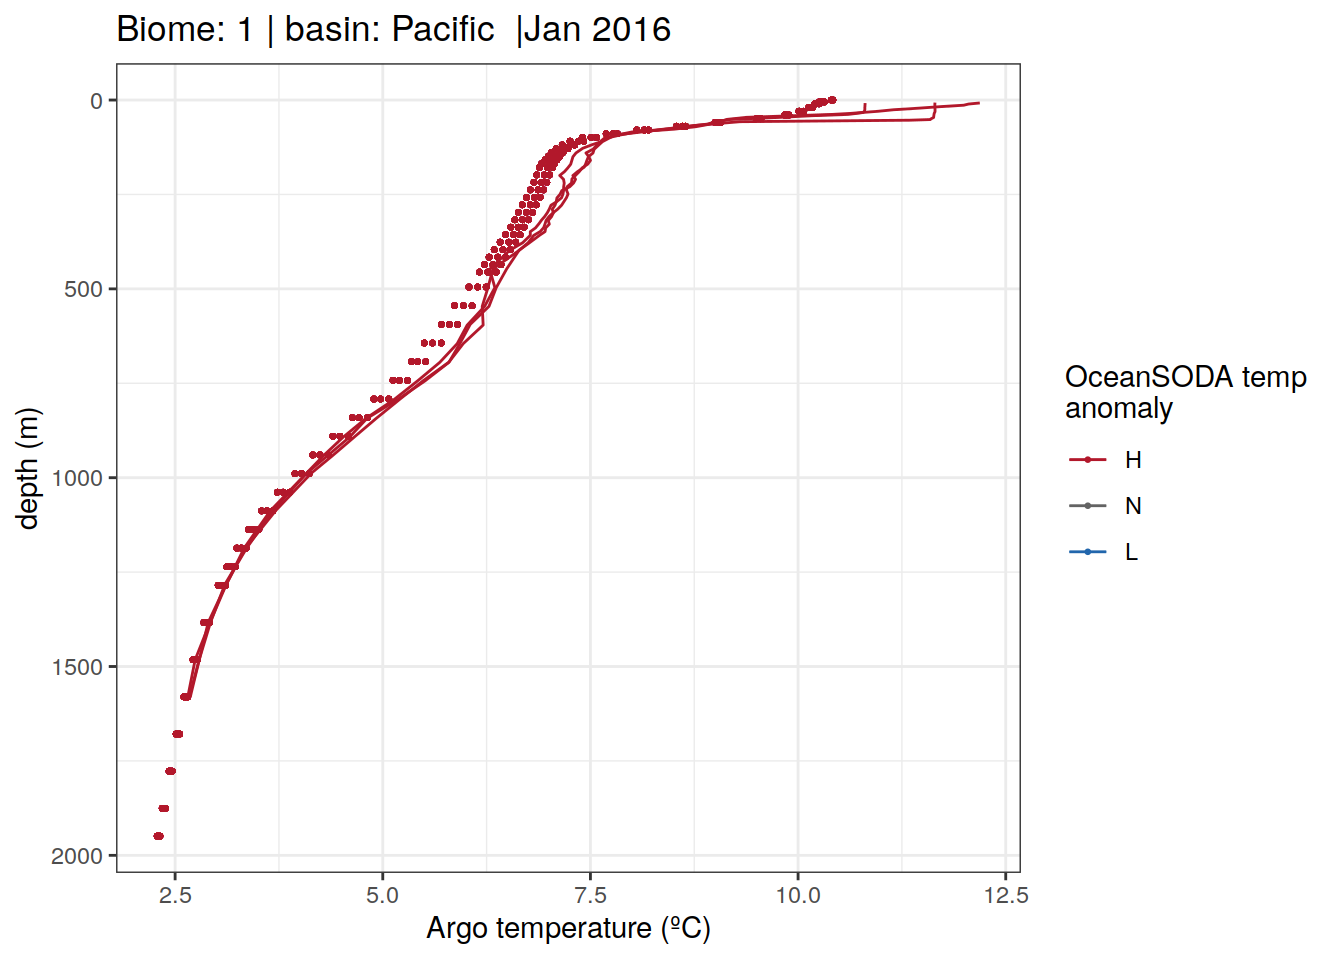 Biome: 1 | basin: Pacific  |Jan 2016
0
500
1000
1500
2000
depth (m)
2.5
5.0
7.5
10.0
12.5
Argo temperature (ºC)
OceanSODA temp
anomaly
H
N
L